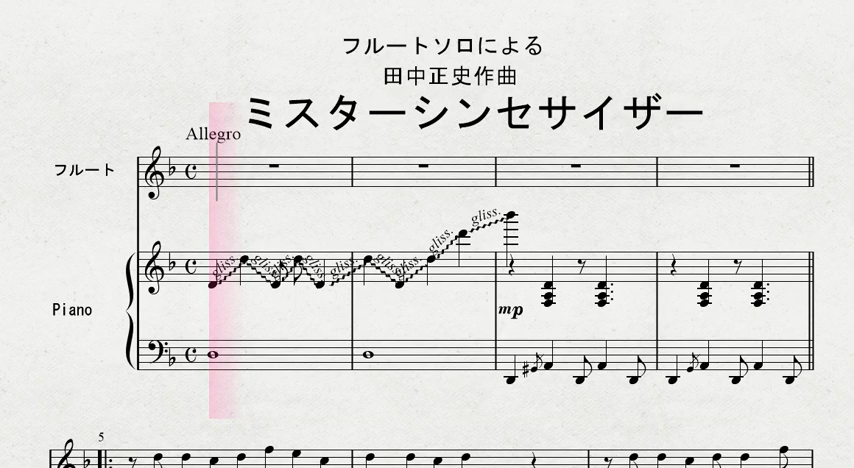 フルートソロによる
田中正史作曲
ミスターシンセサイザー
Allegro
フルート
gliss. gliss. gliss. gliss. gliss. gliss. gliss. gliss. gliss.
Piano
mp
5